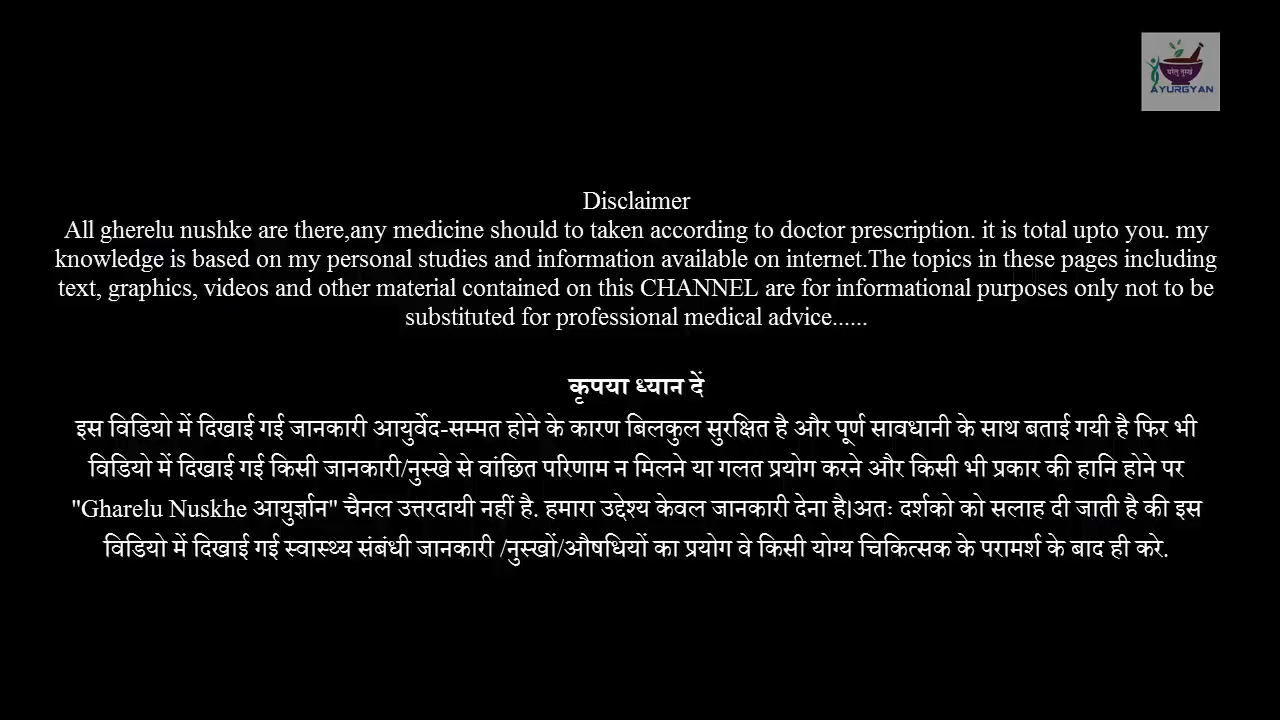 घरेलु नुस्खे
AYURGYAN
Disclaimer
All gherelu nushke are there,any medicine should to taken according to doctor prescription. it is total upto you. my
knowledge is based on my personal studies and information available on internet.The topics in these pages including
text, graphics, videos and other material contained on this CHANNEL are for informational purposes only not to be
substituted for professional medical advice......
कृपया ध्यान दें
इस विडियो में दिखाई गई जानकारी आयुर्वेद-सम्मत होने के कारण बिलकुल सुरक्षित है और पूर्ण सावधानी के साथ बताई गयी है फिर भी
विडियो में दिखाई गई किसी जानकारी/नुस्खे से वांछित परिणाम न मिलने या गलत प्रयोग करने और किसी भी प्रकार की हानि होने पर
"Gharelu Nuskhe आयुर्ज्ञान" चैनल उत्तरदायी नहीं है. हमारा उद्देश्य केवल जानकारी देना है।अतः दर्शको को सलाह दी जाती है की इस
विडियो में दिखाई गई स्वास्थ्य संबंधी जानकारी /नुस्खों/औषधियों का प्रयोग वे किसी योग्य चिकित्सक के परामर्श के बाद ही करे.